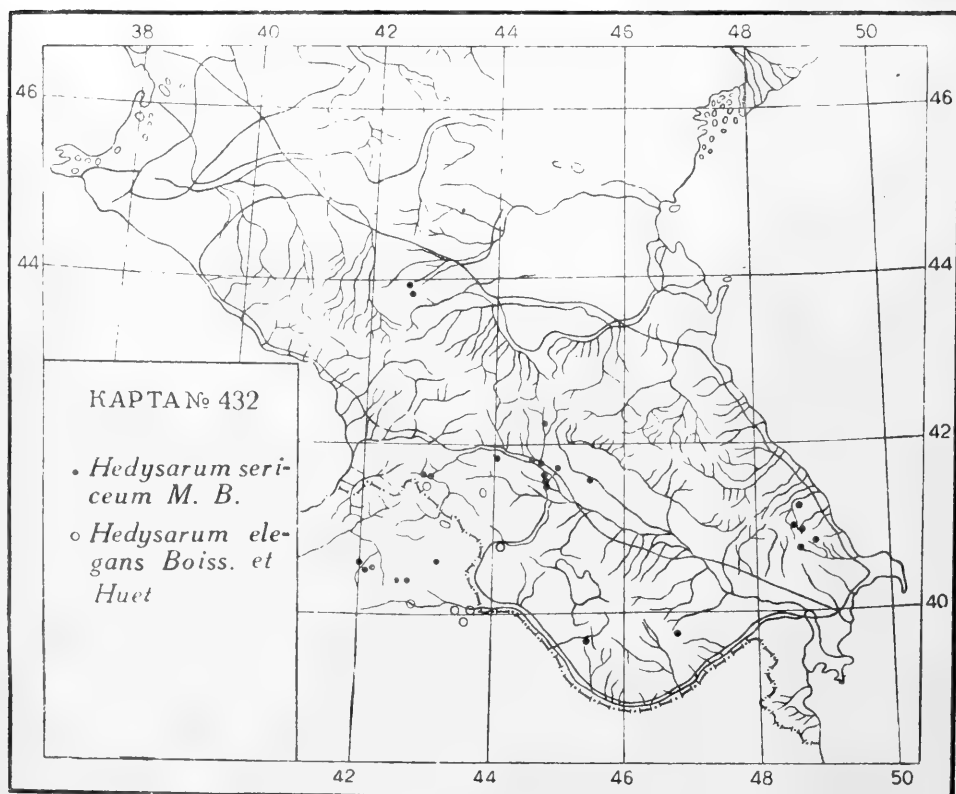 38 40 42 44 46 48 50
46 46
44 44
КАРТА № 432
42
• Hedysarum seri-
ceum M. B.
○ Hedysarum ele-
gans Boiss. et
Huet
40
42 44 46 48 50